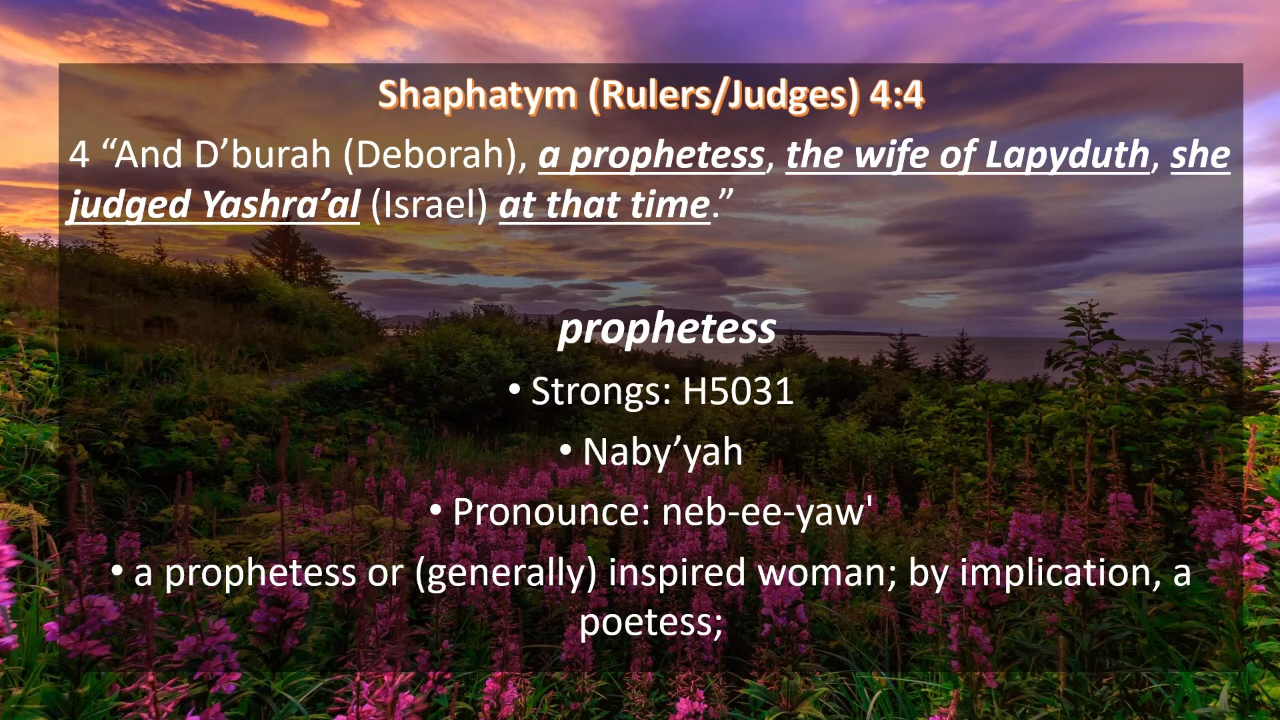 Shaphatym (Rulers/Judges) 4:4
4 “And D’burah (Deborah), a prophetess, the wife of Lapyduth, she
judged Yashra’al (Israel) at that time.”
prophetess
• Strongs: H5031
• Naby’yah
• Pronounce: neb-ee-yaw'
• a prophetess or (generally) inspired woman; by implication, a
poetess;